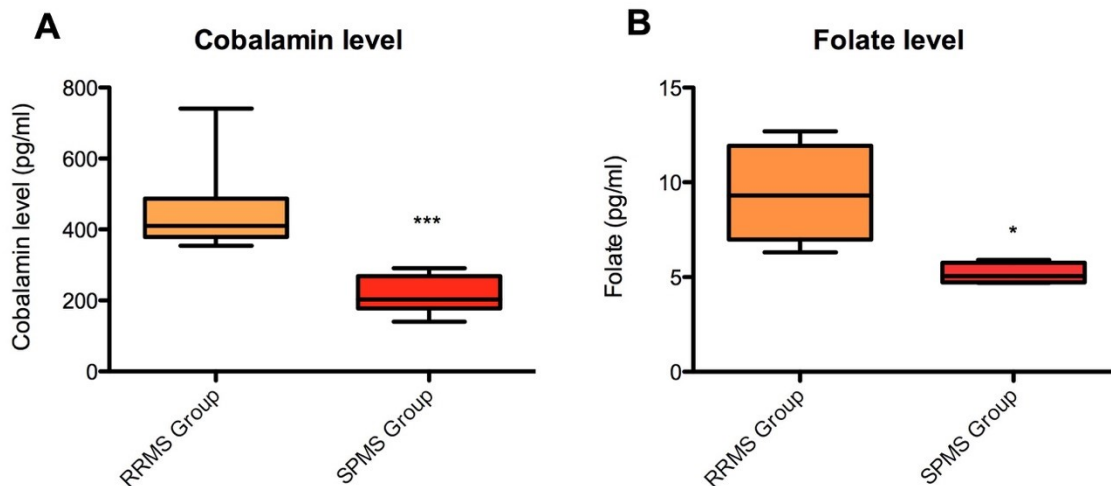 A
Cobalamin level
Cobalamin level (pg/ml)
800
600
400
200
0
***
RRMS Group
SPMS Group
B
Folate level
Folate (pg/ml)
15
10
5
0
*
RRMS Group
SPMS Group